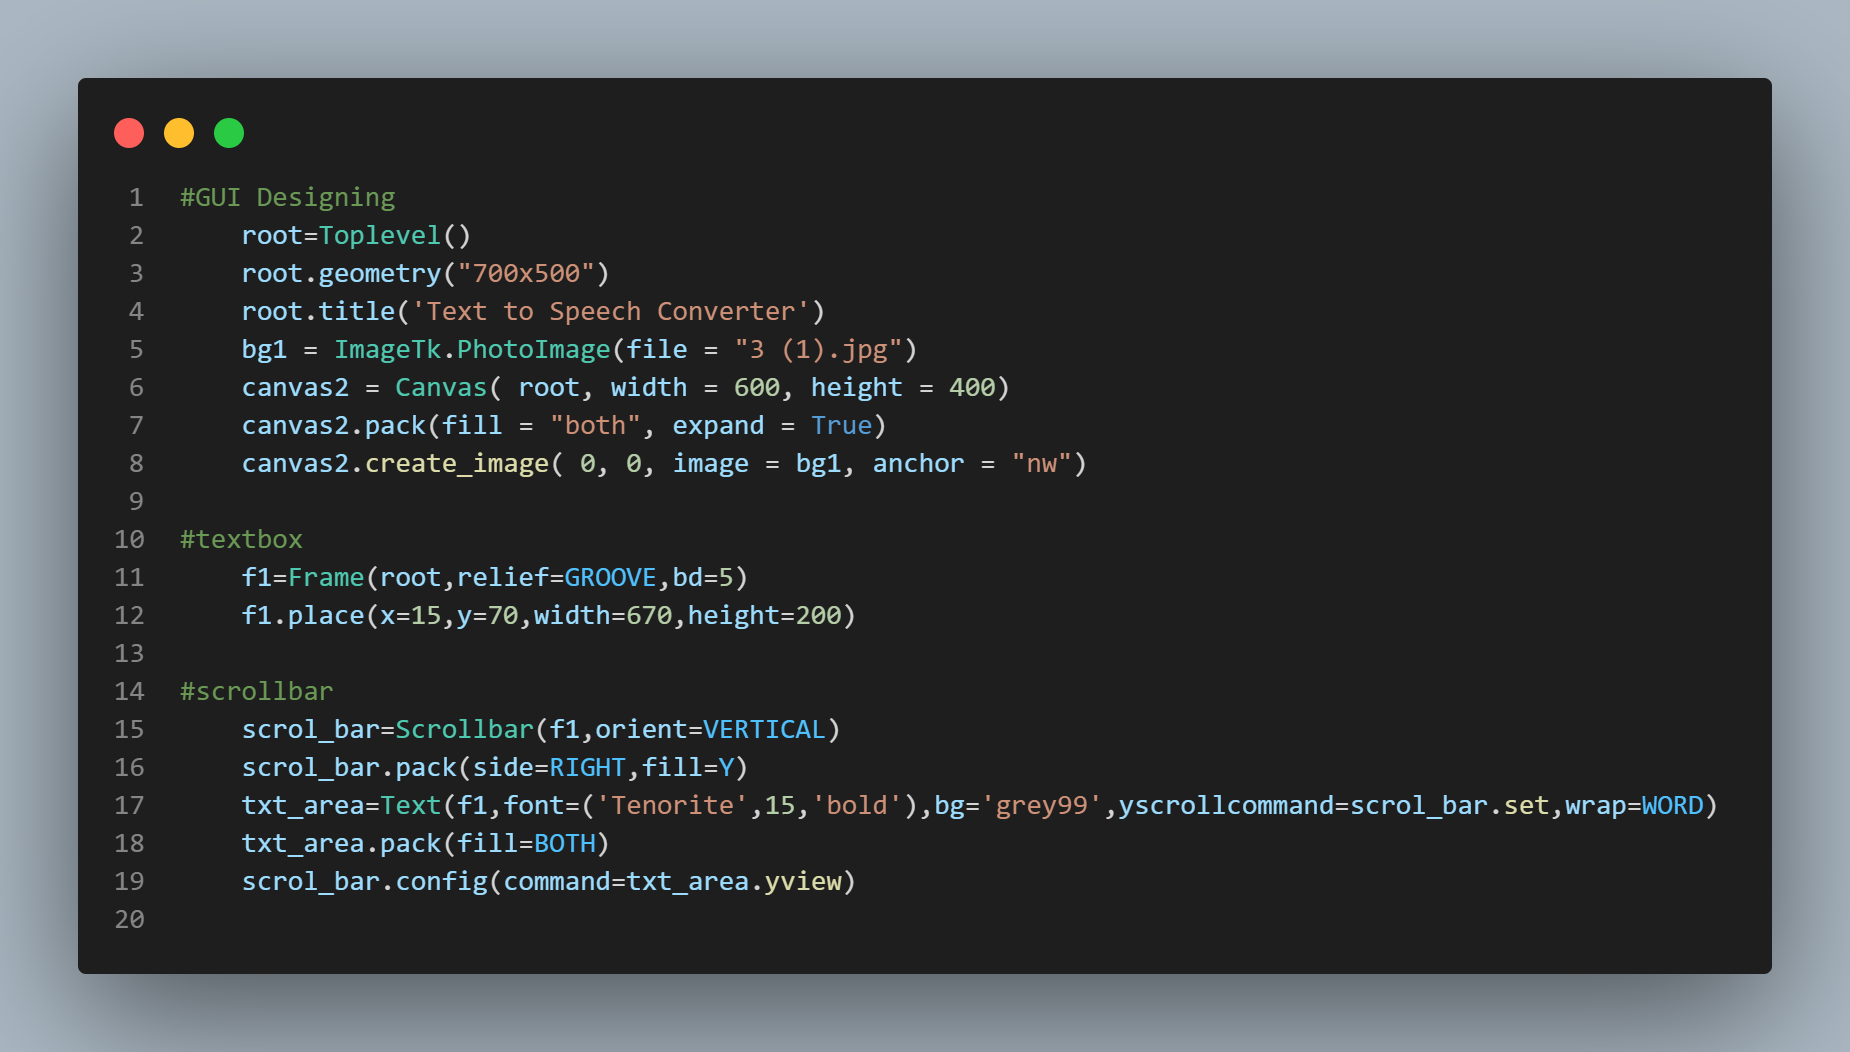 1 #GUI Designing
2     root=Toplevel()
3     root.geometry("700x500")
4     root.title('Text to Speech Converter')
5     bg1 = ImageTk.PhotoImage(file = "3 (1).jpg")
6     canvas2 = Canvas( root, width = 600, height = 400)
7     canvas2.pack(fill = "both", expand = True)
8     canvas2.create_image( 0, 0, image = bg1, anchor = "nw")
9
10 #textbox
11     f1=Frame(root,relief=GROOVE,bd=5)
12     f1.place(x=15,y=70,width=670,height=200)
13
14 #scrollbar
15     scrol_bar=Scrollbar(f1,orient=VERTICAL)
16     scrol_bar.pack(side=RIGHT,fill=Y)
17     txt_area=Text(f1,font=('Tenorite',15,'bold'),bg='grey99',yscrollcommand=scrol_bar.set,wrap=WORD)
18     txt_area.pack(fill=BOTH)
19     scrol_bar.config(command=txt_area.yview)
20